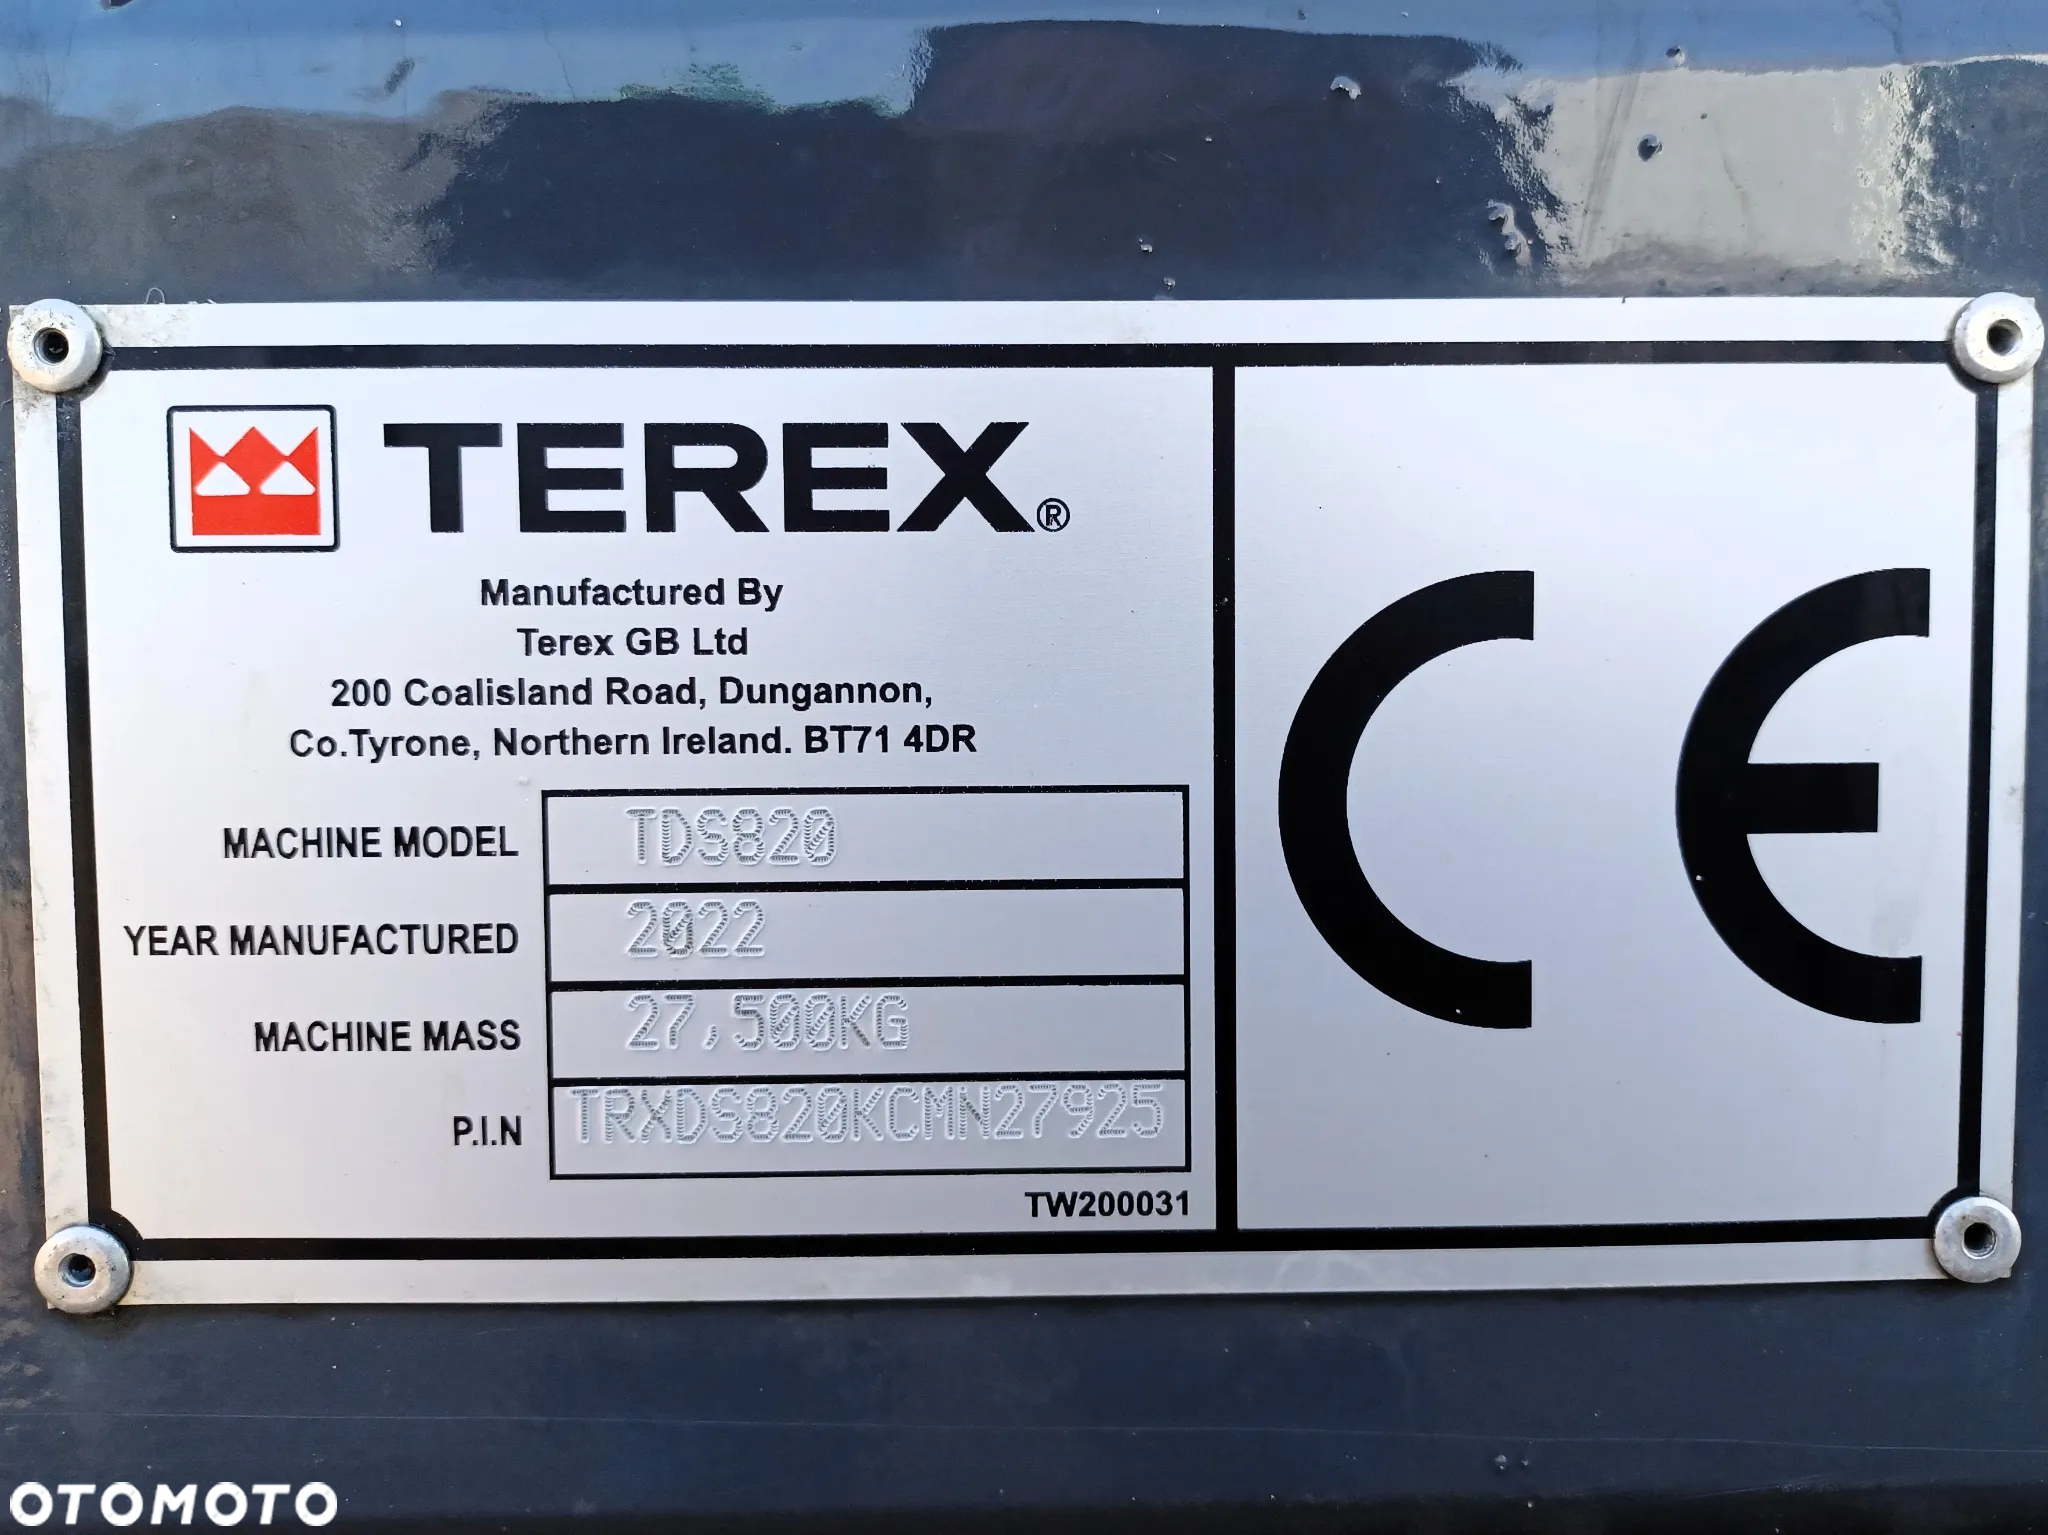 TEREX®
Manufactured By
Terex GB Ltd
200 Coalisland Road, Dungannon,
Co.Tyrone, Northern Ireland. BT71 4DR
MACHINE MODEL TDS820
YEAR MANUFACTURED 2022
MACHINE MASS 27,500KG
P.I.N TRXDS820KCMN27925
TW200031
CE
OTOMOTO